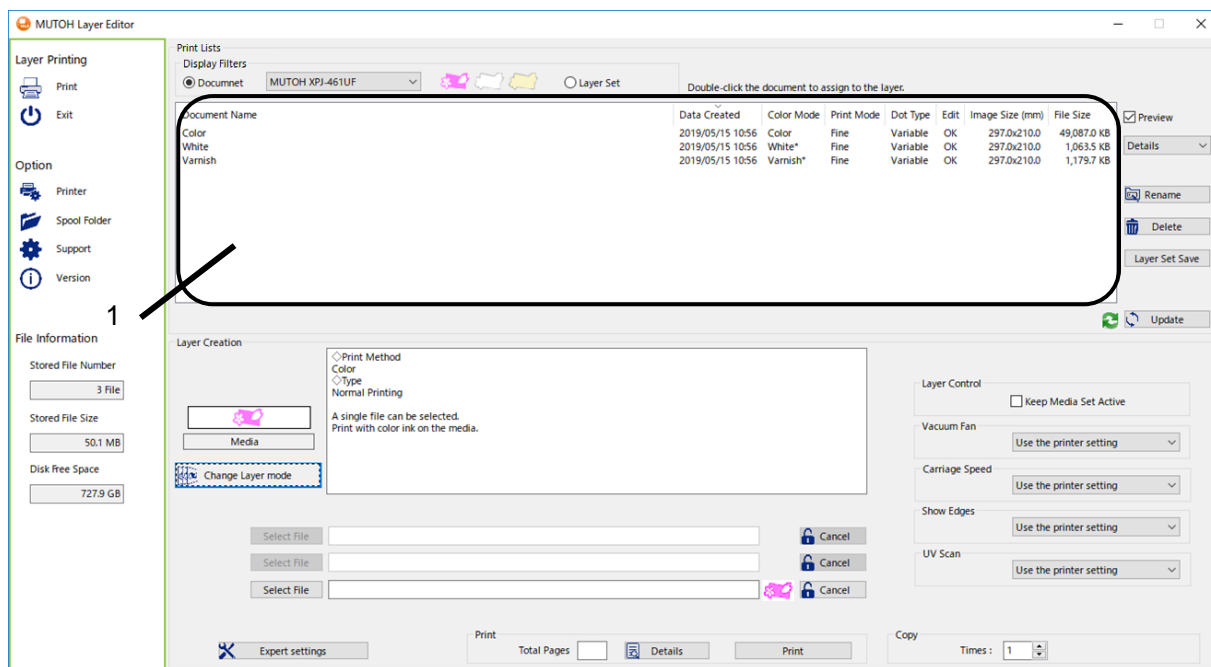 MUTOH Layer Editor
Layer Printing
Print
Exit
Option
Printer
Spool Folder
Support
Version
1
File Information
Stored File Number
3 File
Stored File Size
50.1 MB
Disk Free Space
727.9 GB
Print Lists
Display Filters
Documnet MUTOH XPJ-461UF Layer Set
Double-click the document to assign to the layer.
Document Name Data Created Color Mode Print Mode Dot Type Edit Image Size (mm) File Size
Color 2019/05/15 10:56 Color Fine Variable OK 297.0x210.0 49,087.0 KB
White 2019/05/15 10:56 White* Fine Variable OK 297.0x210.0 1,063.5 KB
Varnish 2019/05/15 10:56 Varnish* Fine Variable OK 297.0x210.0 1,179.7 KB
Preview
Details
Rename
Delete
Layer Set Save
Update
Layer Creation
Media
Change Layer mode
◇Print Method
Color
◇Type
Normal Printing
A single file can be selected.
Print with color ink on the media.
Layer Control
Keep Media Set Active
Vacuum Fan
Use the printer setting
Carriage Speed
Use the printer setting
Show Edges
Use the printer setting
UV Scan
Use the printer setting
Select File Cancel
Select File Cancel
Select File Cancel
Expert settings
Print
Total Pages Details Print
Copy
Times : 1